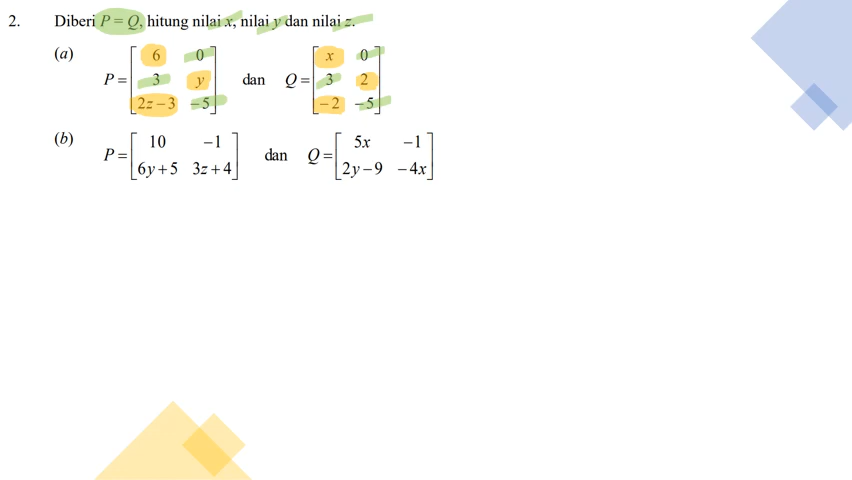 2. Diberi P = Q, hitung nilai x, nilai y dan nilai z.
(a) P = [ 6 0 ; 3 y ; 2z − 3 −5 ] dan Q = [ x 0 ; 3 2 ; −2 −5 ]
(b) P = [ 10 −1 ; 6y + 5 3z + 4 ] dan Q = [ 5x −1 ; 2y − 9 −4x ]